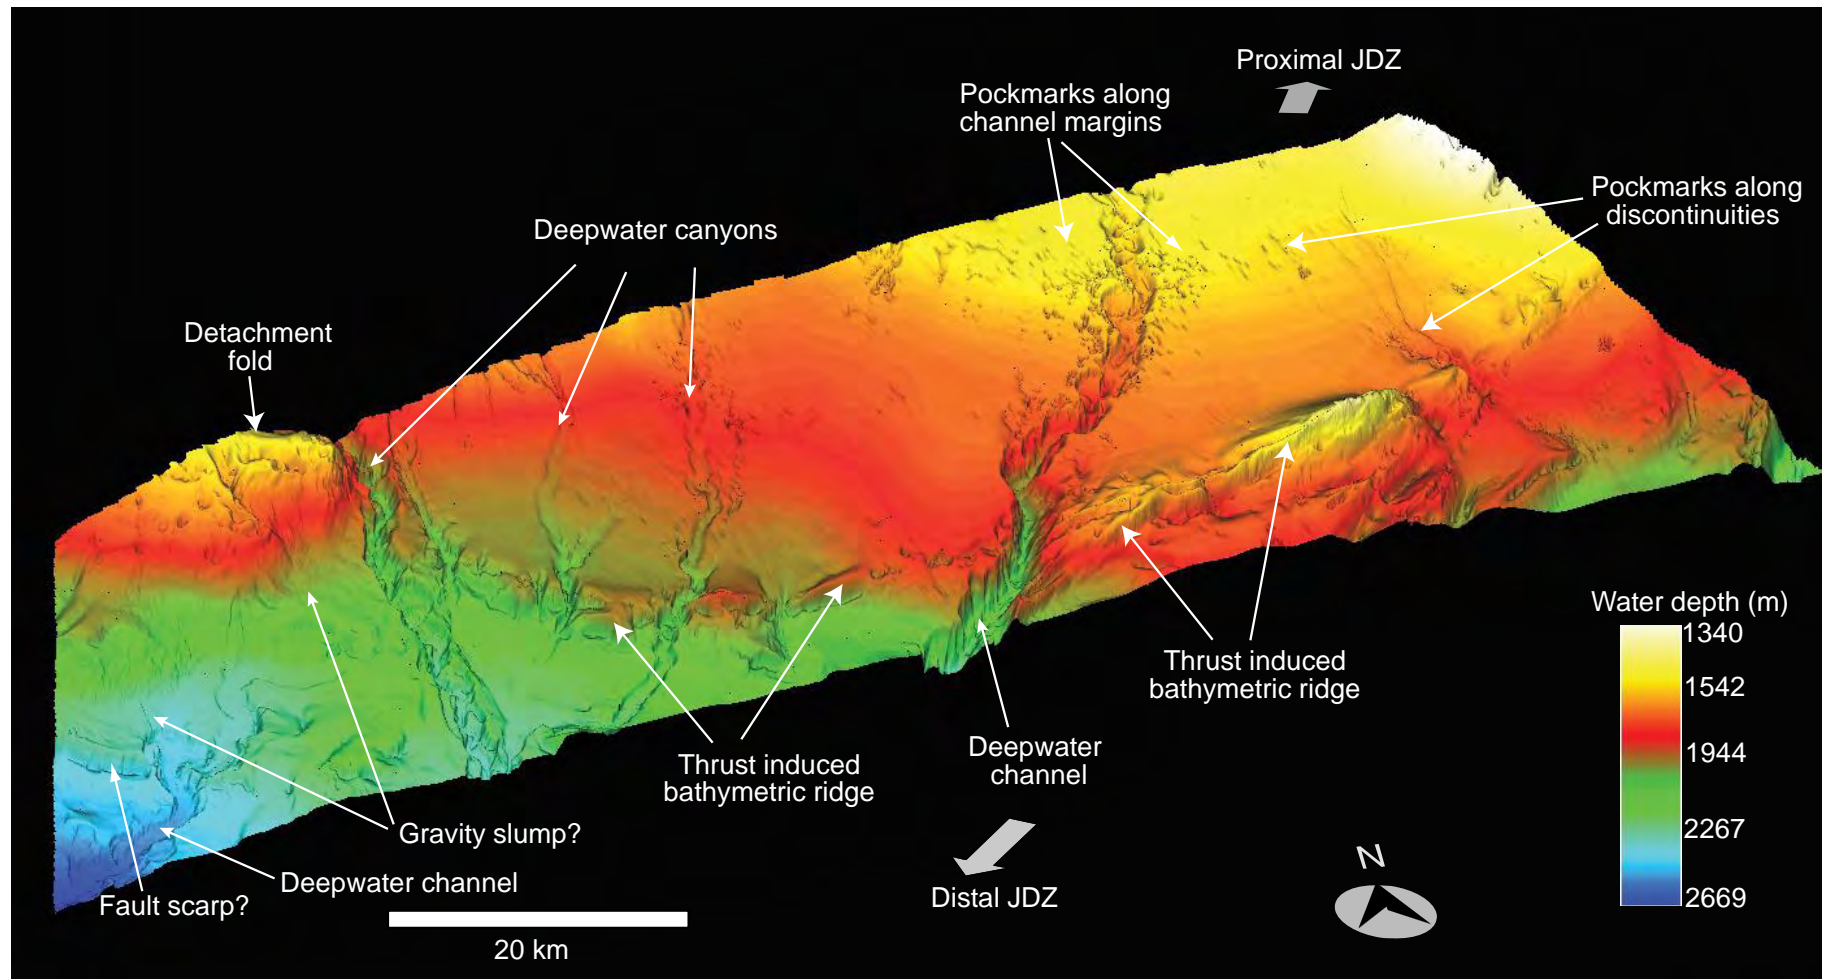 Proximal JDZ
Pockmarks along
channel margins
Pockmarks along
discontinuities
Deepwater canyons
Detachment
fold
Water depth (m)
1340
1542
1944
2267
2669
Thrust induced
bathymetric ridge
Deepwater
channel
Thrust induced
bathymetric ridge
Gravity slump?
Deepwater channel
Fault scarp?
Distal JDZ
N
20 km